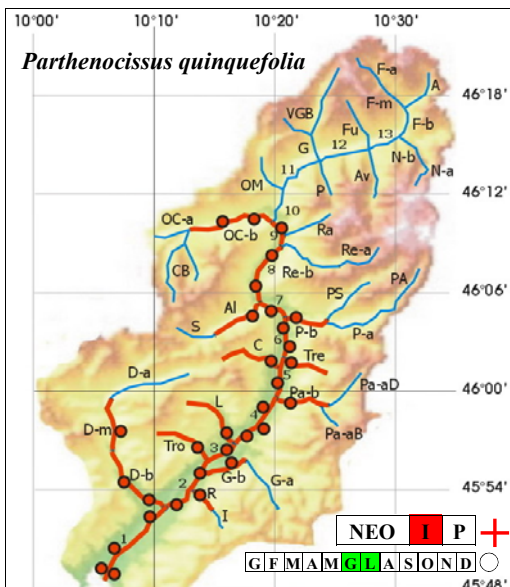 10°00' 10°10' 10°20' 10°30'
Parthenocissus quinquefolia
F-a
A
46°18'
F-m
VGB
F-b
Fu
13
G
12
N-b
11
N-a
OM
P
Av
46°12'
OC-a
10
Ra
OC-b
9
Re-a
CB
8
Re-b
PA
46°06'
PS
Al
7
S
P-b
P-a
6
C
Tre
D-a
5
46°00'
Pa-b
Pa-aD
L
4
D-m
Pa-aB
Tro
3
D-b
G-b
G-a
45°54'
2
R
I
NEO I P
1
G F M A M G L A S O N D
45°48'